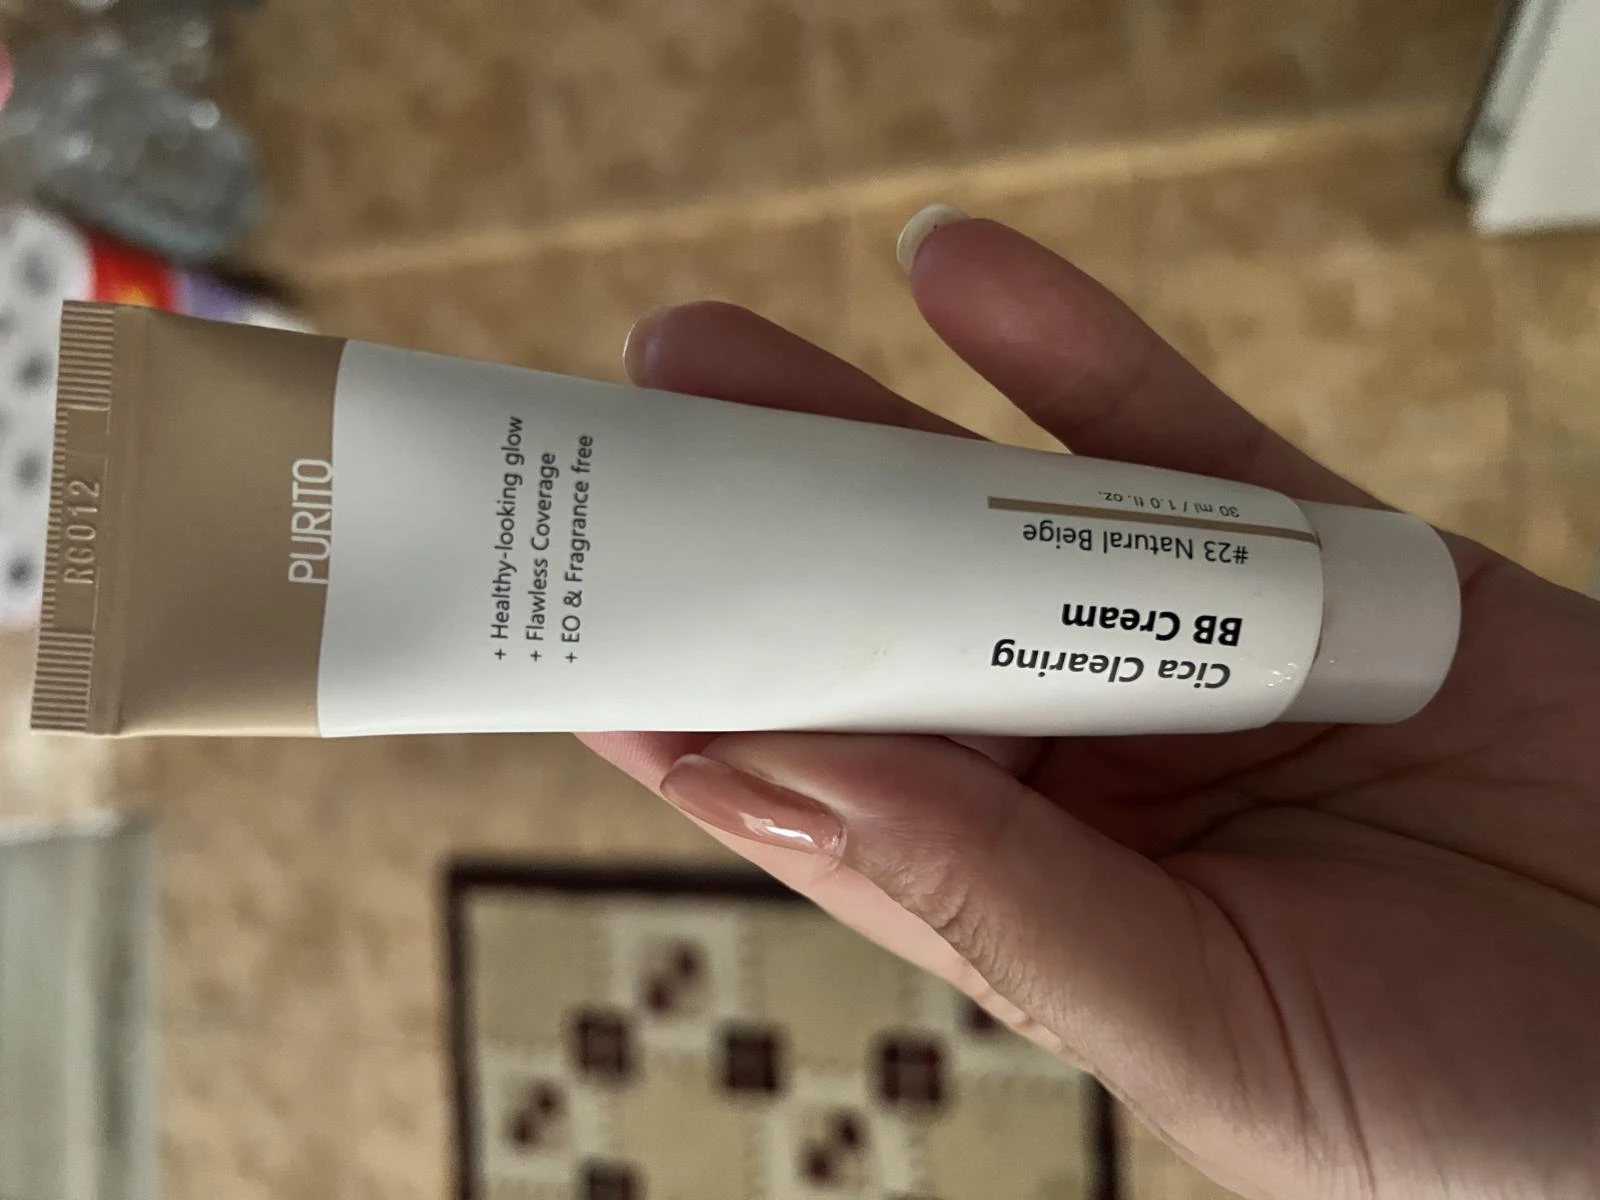 RG012
PURITO
+ Healthy-looking glow
+ Flawless Coverage
+ EO & Fragrance free
Cica Clearing
BB Cream
#23 Natural Beige
30 ml / 1.0 fl. oz.